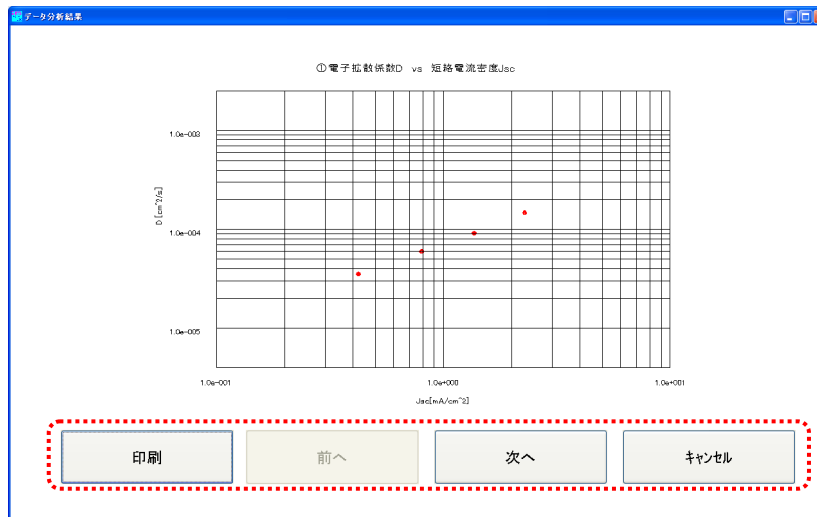 データ分析結果
①電子拡散係数D vs 短絡電流密度Jsc
1.0e-003
D [cm^2/s]
1.0e-004
1.0e-005
1.0e-001
1.0e+000
1.0e+001
Jsc[mA/cm^2]
印刷
前へ
次へ
キャンセル